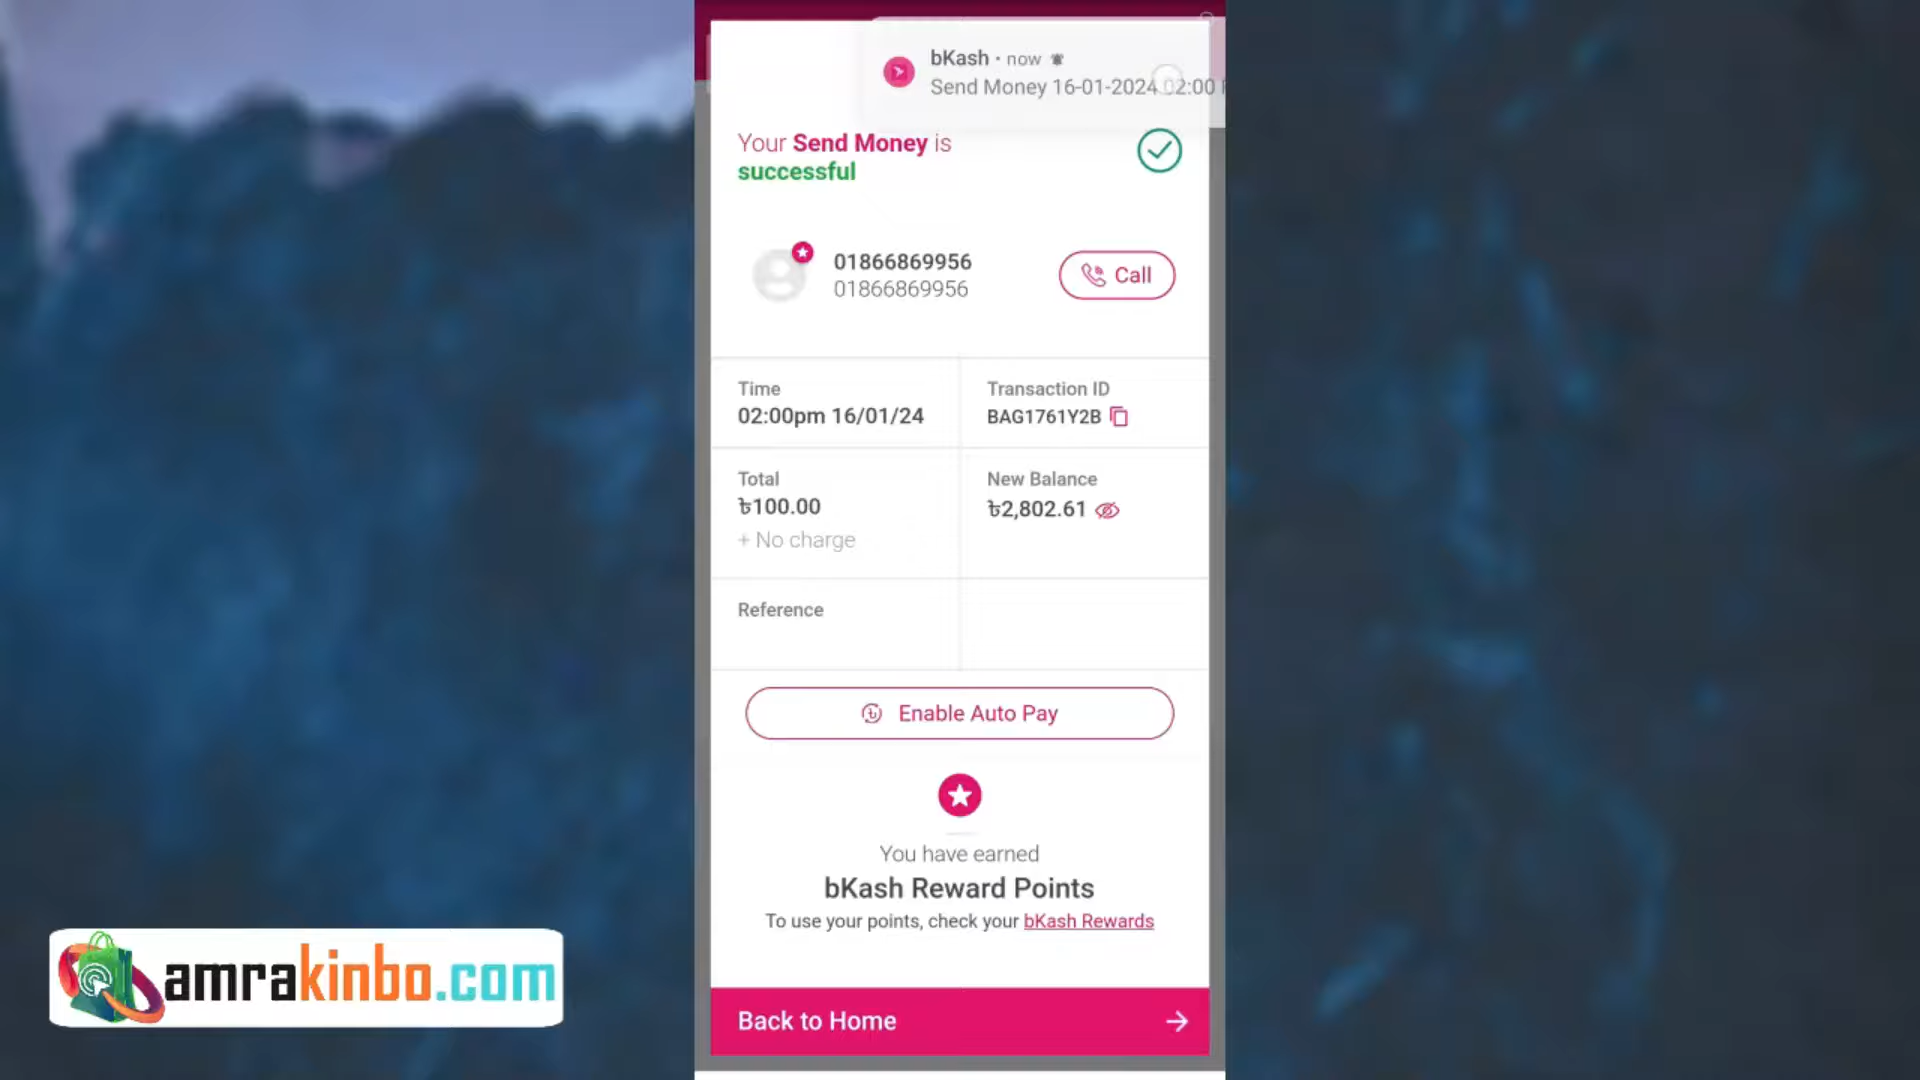 bKash • now
Send Money 16-01-2024 02:00
Your Send Money is
successful
01866869956
01866869956
Call
Time
02:00pm 16/01/24
Transaction ID
BAG1761Y2B
Total
৳100.00
+ No charge
New Balance
৳2,802.61
Reference
Enable Auto Pay
You have earned
bKash Reward Points
To use your points, check your bKash Rewards
Back to Home
amrakinbo.com